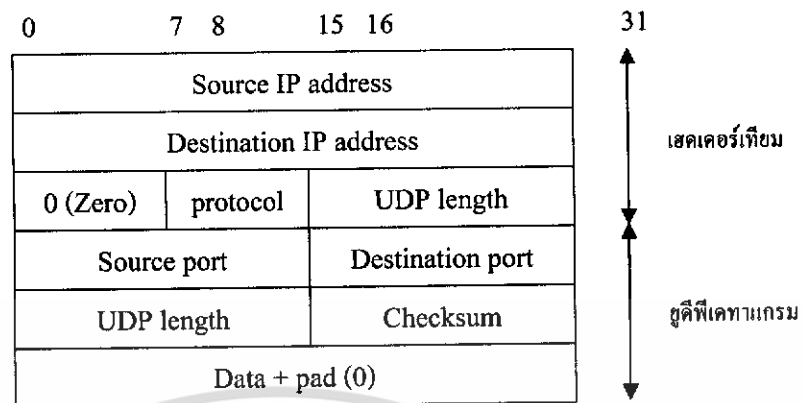 0 7 8 15 16 31
Source IP address
Destination IP address
0 (Zero) protocol UDP length
เฮดเดอร์เทียม
Source port Destination port
UDP length Checksum
ยูดีพีเดทาแกรม
Data + pad (0)